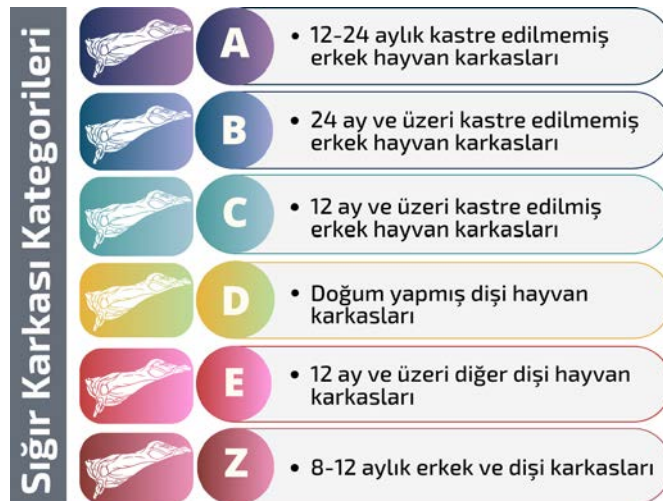 Sığır Karkası Kategorileri
A
• 12-24 aylık kastre edilmemiş
erkek hayvan karkasları
B
• 24 ay ve üzeri kastre edilmemiş
erkek hayvan karkasları
C
• 12 ay ve üzeri kastre edilmiş
erkek hayvan karkasları
D
• Doğum yapmış dişi hayvan
karkasları
E
• 12 ay ve üzeri diğer dişi hayvan
karkasları
Z
• 8-12 aylık erkek ve dişi karkasları